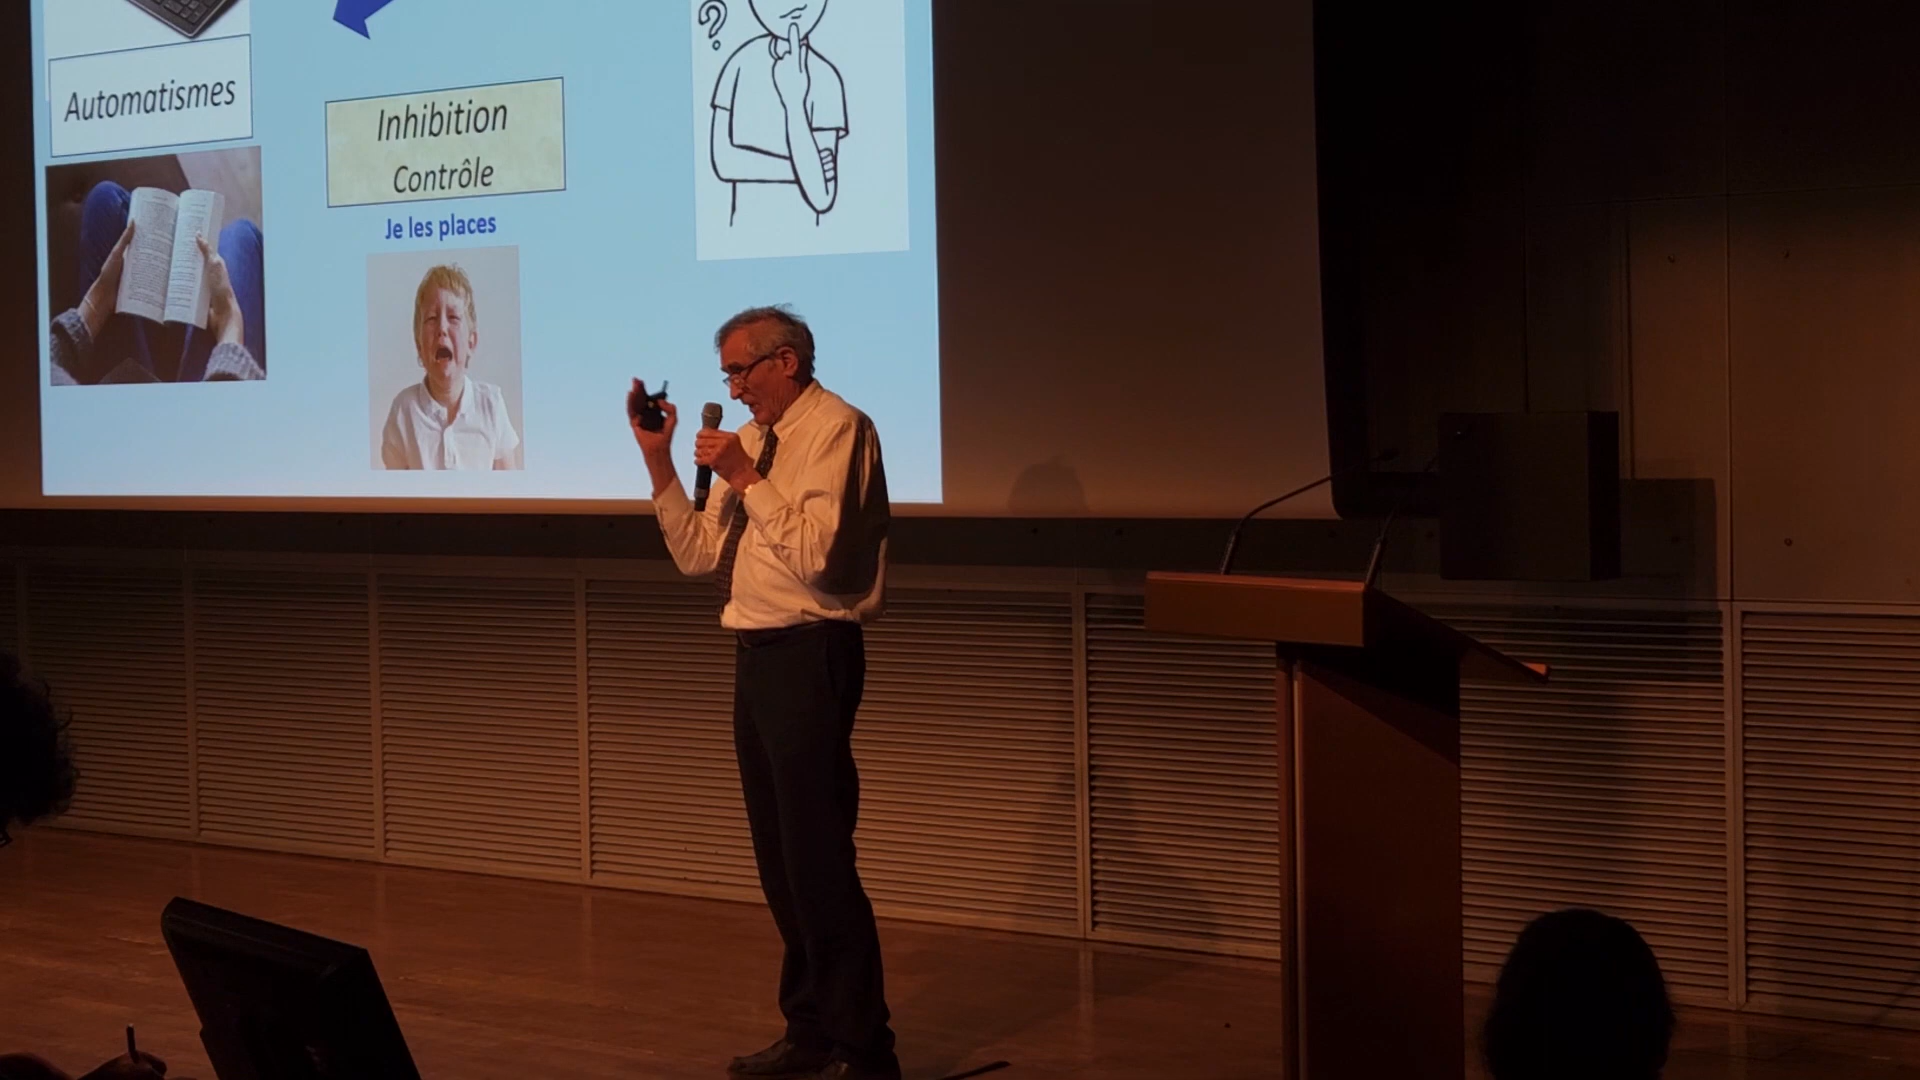 Automatismes
Inhibition
Contrôle
Je les places
?